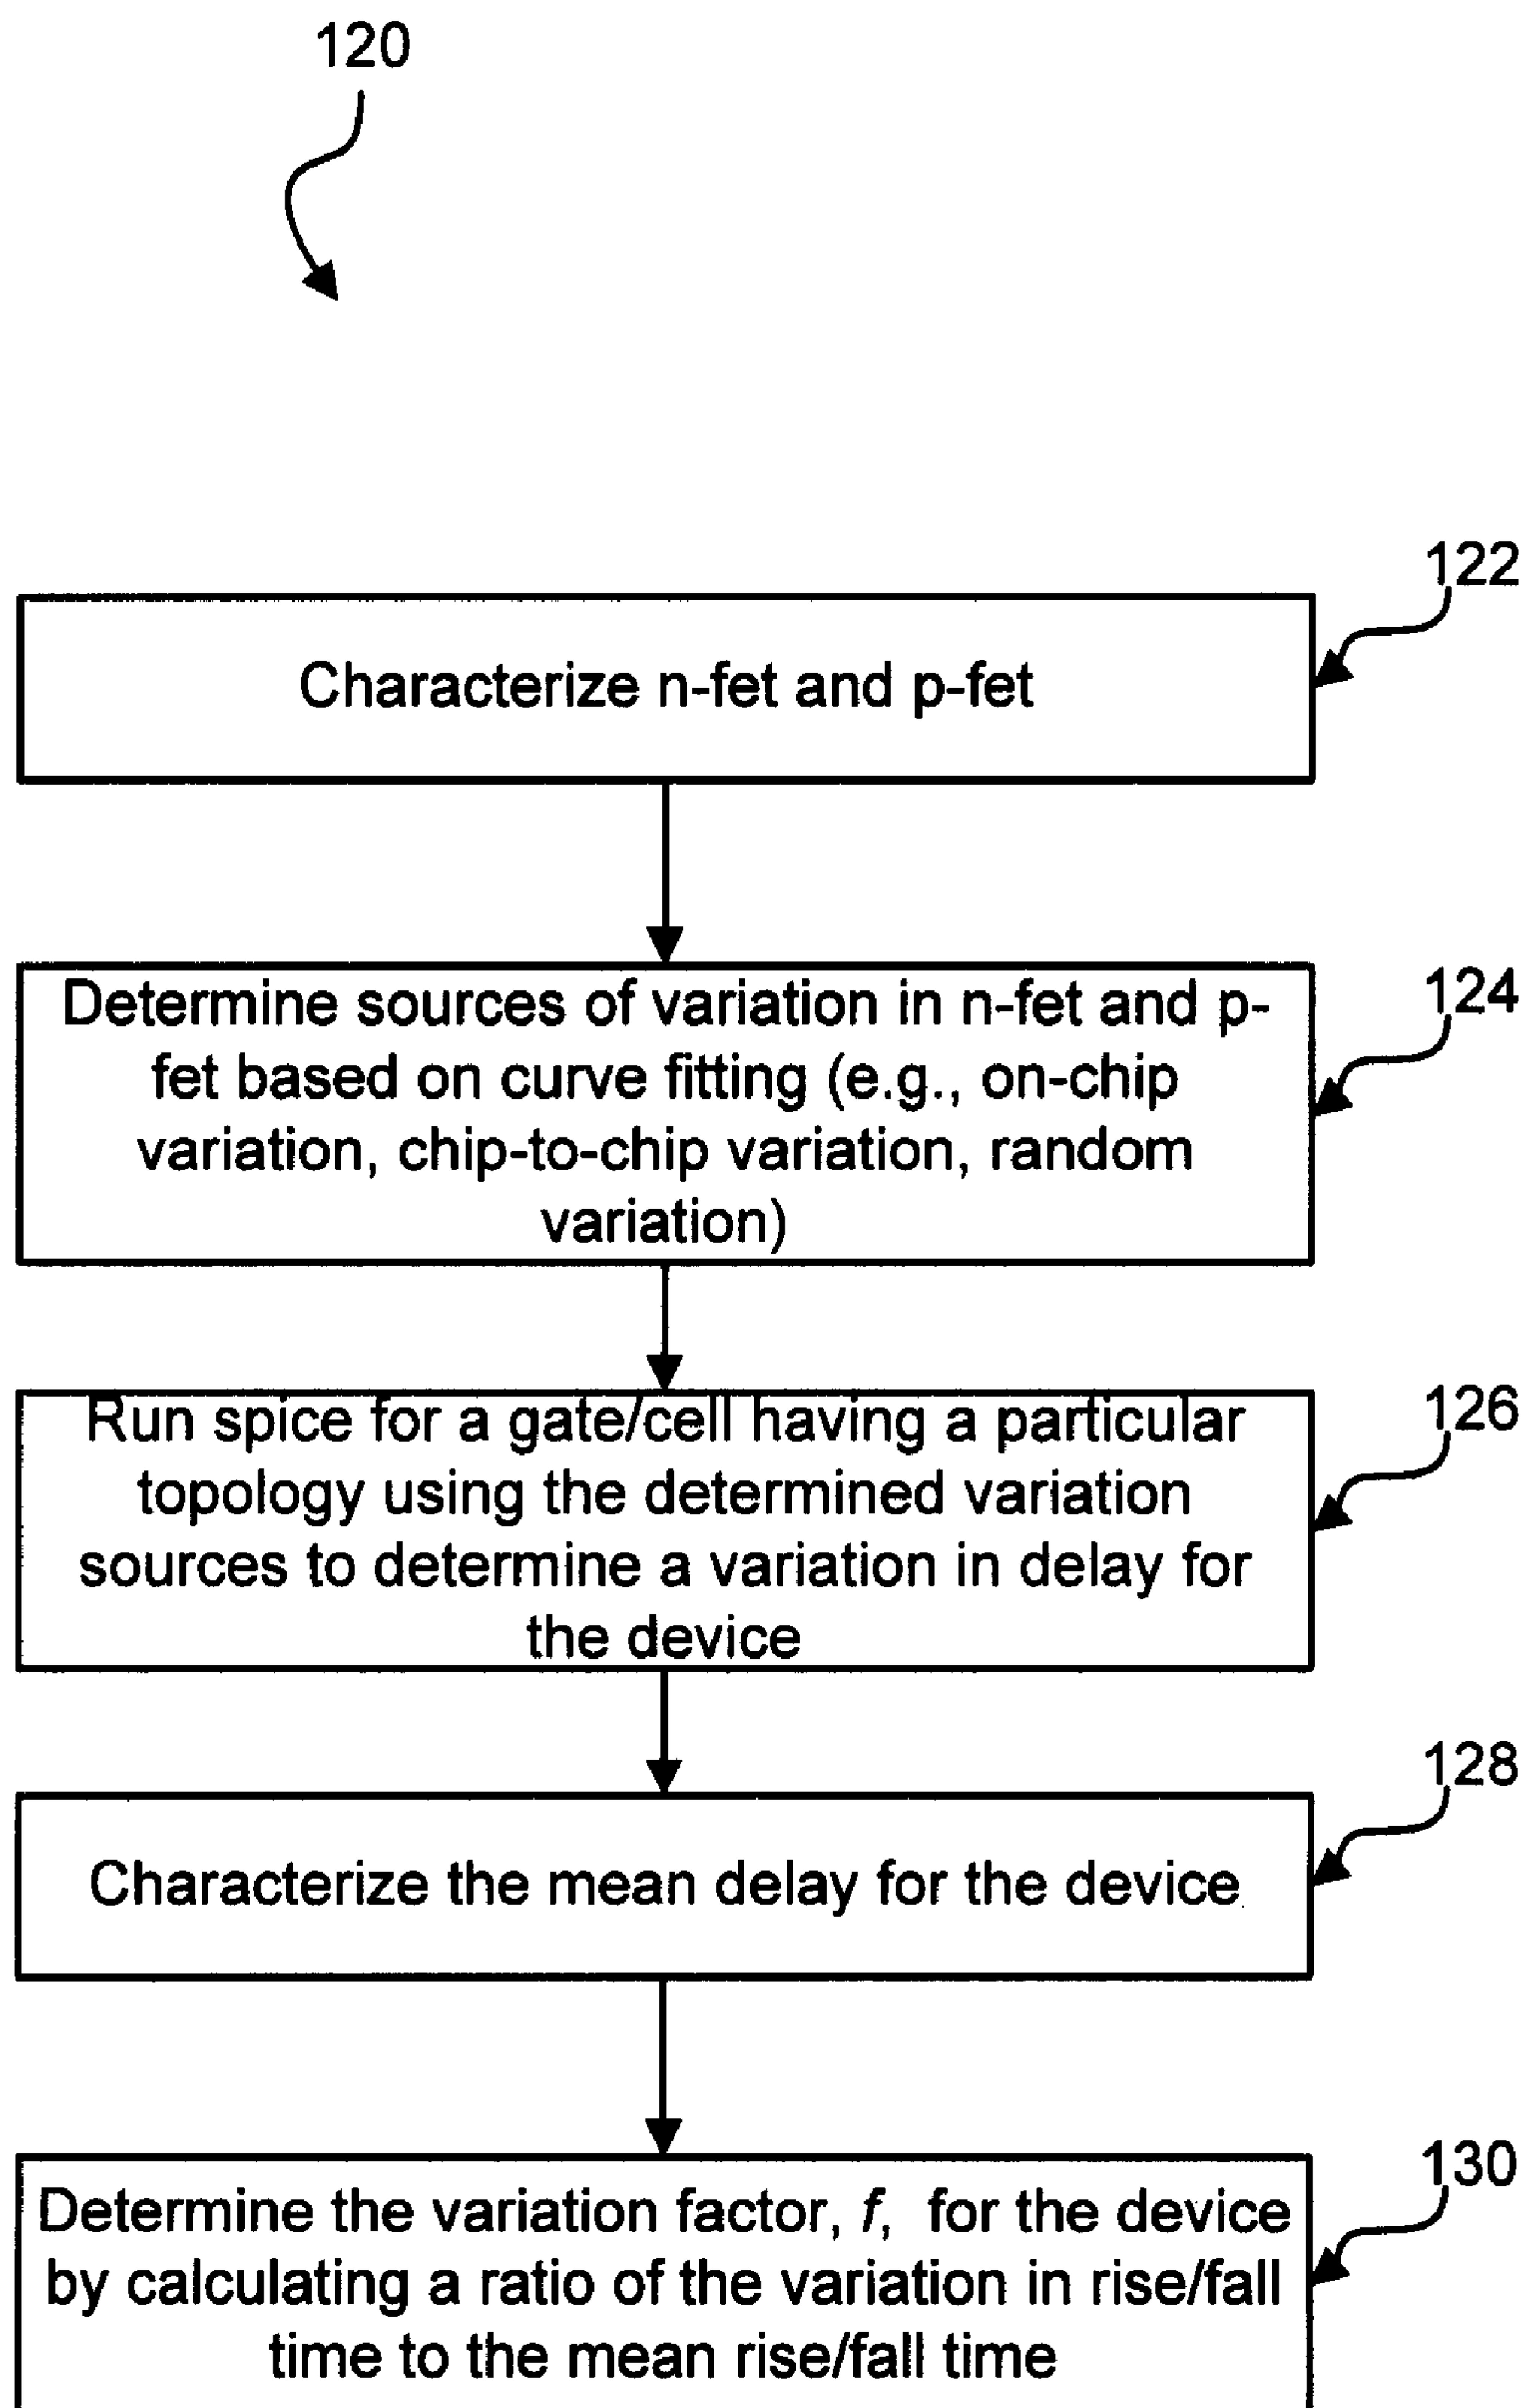 120
122
Characterize n-fet and p-fet
124
Determine sources of variation in n-fet and p-
fet based on curve fitting (e.g., on-chip
variation, chip-to-chip variation, random
variation)
126
Run spice for a gate/cell having a particular
topology using the determined variation
sources to determine a variation in delay for
the device
128
Characterize the mean delay for the device
130
Determine the variation factor, f, for the device
by calculating a ratio of the variation in rise/fall
time to the mean rise/fall time